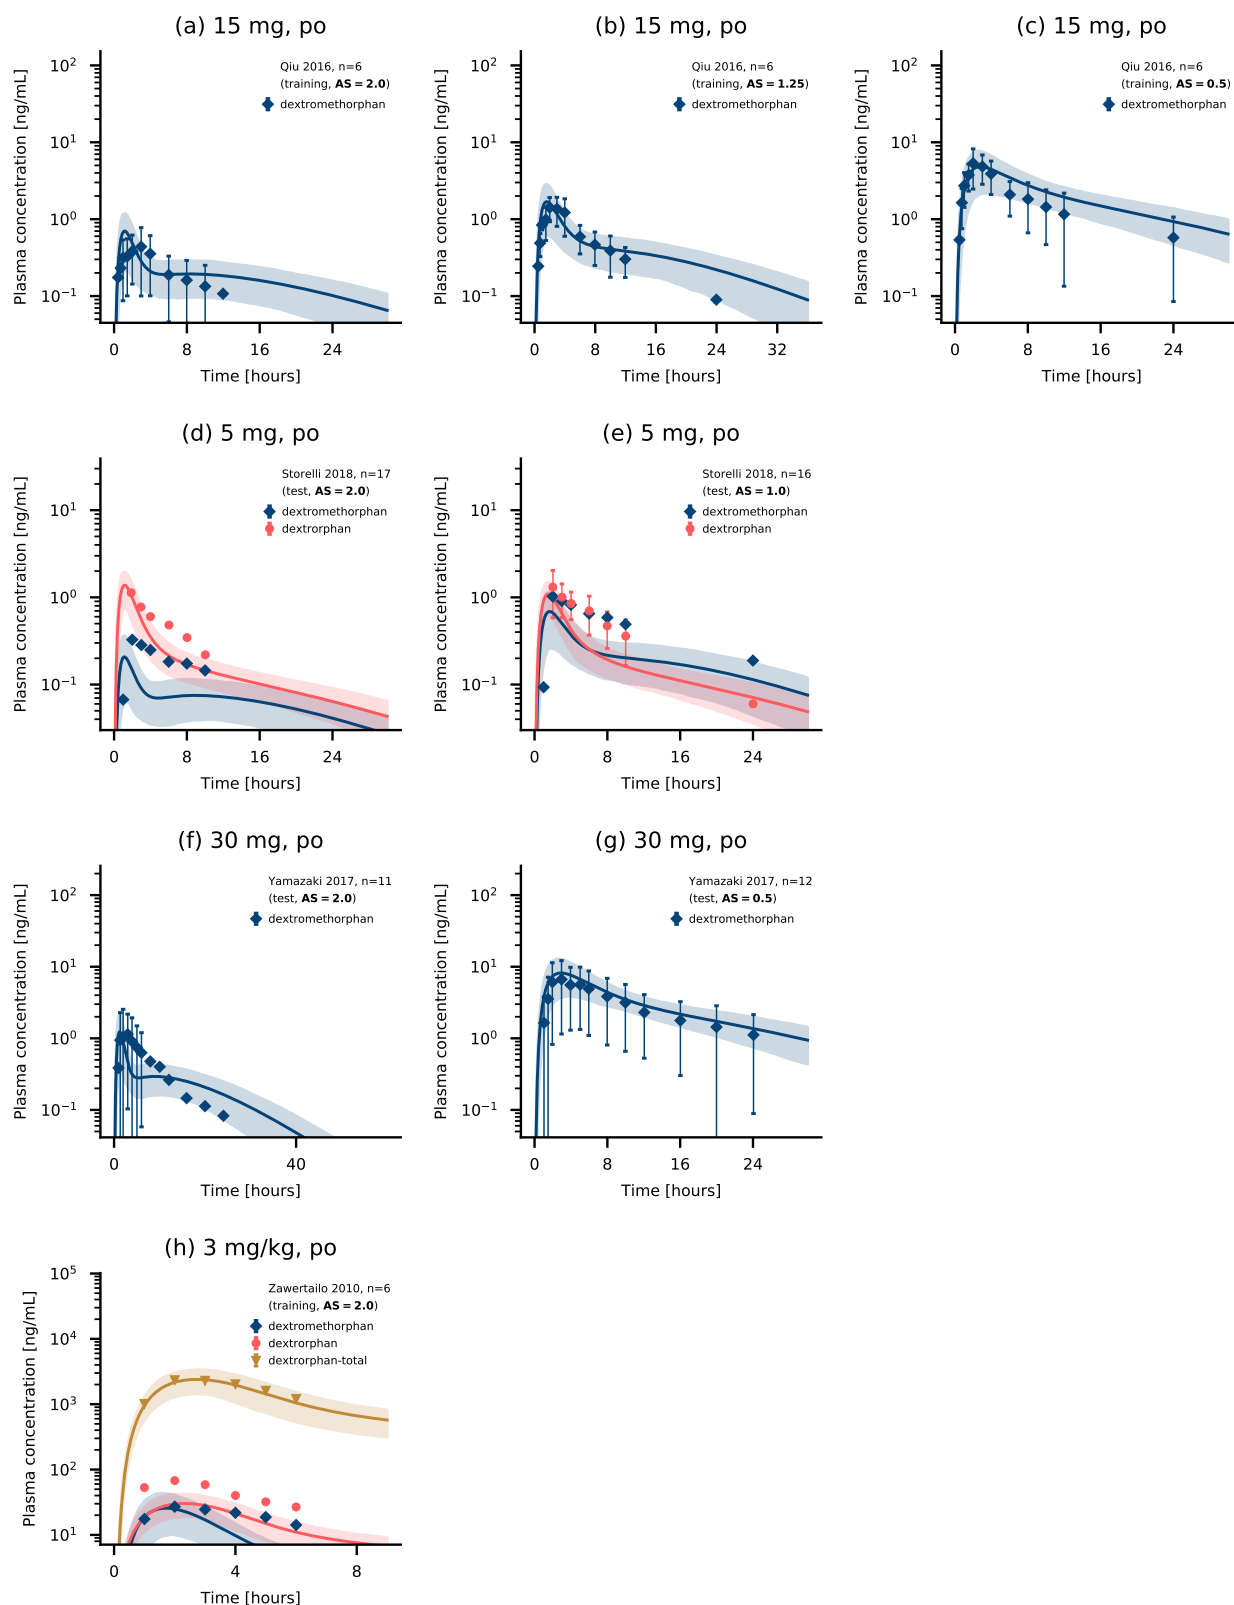 (a) 15 mg, po
Plasma concentration [ng/mL]
10²
10¹
10⁰
10⁻¹
Qiu 2016, n=6
(training, AS = 2.0)
dextromethorphan
0 8 16 24
Time [hours]
(b) 15 mg, po
Plasma concentration [ng/mL]
10²
10¹
10⁰
10⁻¹
Qiu 2016, n=6
(training, AS = 1.25)
dextromethorphan
0 8 16 24 32
Time [hours]
(c) 15 mg, po
Plasma concentration [ng/mL]
10²
10¹
10⁰
10⁻¹
Qiu 2016, n=6
(training, AS = 0.5)
dextromethorphan
0 8 16 24
Time [hours]
(d) 5 mg, po
Plasma concentration [ng/mL]
10¹
10⁰
10⁻¹
Storelli 2018, n=17
(test, AS = 2.0)
dextromethorphan
dextrorphan
0 8 16 24
Time [hours]
(e) 5 mg, po
Plasma concentration [ng/mL]
10¹
10⁰
10⁻¹
Storelli 2018, n=16
(test, AS = 1.0)
dextromethorphan
dextrorphan
0 8 16 24
Time [hours]
(f) 30 mg, po
Plasma concentration [ng/mL]
10²
10¹
10⁰
10⁻¹
Yamazaki 2017, n=11
(test, AS = 2.0)
dextromethorphan
0 40
Time [hours]
(g) 30 mg, po
Plasma concentration [ng/mL]
10²
10¹
10⁰
10⁻¹
Yamazaki 2017, n=12
(test, AS = 0.5)
dextromethorphan
0 8 16 24
Time [hours]
(h) 3 mg/kg, po
Plasma concentration [ng/mL]
10⁵
10⁴
10³
10²
10¹
Zawertailo 2010, n=6
(training, AS = 2.0)
dextromethorphan
dextrorphan
dextrorphan-total
0 4 8
Time [hours]